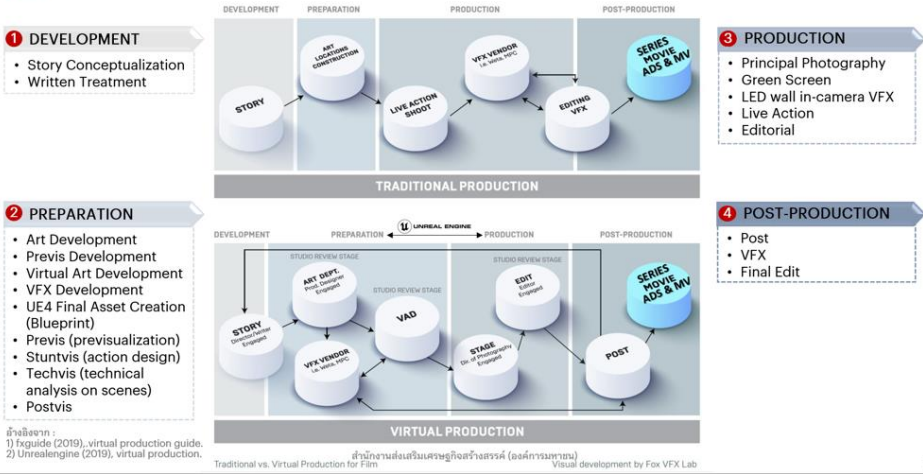 1 DEVELOPMENT
• Story Conceptualization
• Written Treatment
2 PREPARATION
• Art Development
• Previs Development
• Virtual Art Development
• VFX Development
• UE4 Final Asset Creation
(Blueprint)
• Previs (previsualization)
• Stuntvis (action design)
• Techvis (technical
analysis on scenes)
• Postvis
อ้างอิงจาก :
1) fxguide (2019),.virtual production guide.
2) Unrealengine (2019), virtual production.
DEVELOPMENT
PREPARATION
PRODUCTION
POST-PRODUCTION
STORY
ART
LOCATIONS
CONSTRUCTION
LIVE ACTION
SHOOT
VFX VENDOR
i.e. Weta, MPC
EDITING
VFX
SERIES
MOVIE
ADS & MV
TRADITIONAL PRODUCTION
UNREAL ENGINE
DEVELOPMENT
PREPARATION
PRODUCTION
POST-PRODUCTION
STUDIO REVIEW STAGE
STUDIO REVIEW STAGE
STUDIO REVIEW STAGE
STORY
Director/Writer
Engaged
ART DEPT.
Prod. Designer
Engaged
VFX VENDOR
i.e. Weta, MPC
VAD
STAGE
Dir. of Photography
Engaged
EDIT
Editor
Engaged
POST
SERIES
MOVIE
ADS & MV
VIRTUAL PRODUCTION
สำนักงานส่งเสริมเศรษฐกิจสร้างสรรค์ (องค์การมหาชน)
Traditional vs. Virtual Production for Film
Visual development by Fox VFX Lab
3 PRODUCTION
• Principal Photography
• Green Screen
• LED wall in-camera VFX
• Live Action
• Editorial
4 POST-PRODUCTION
• Post
• VFX
• Final Edit